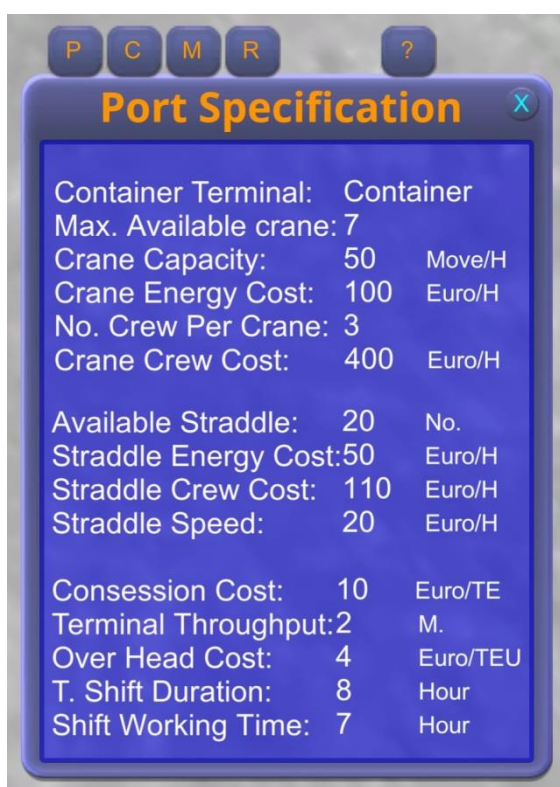 P C M R ?
Port Specification X
Container Terminal: Container
Max. Available crane: 7
Crane Capacity: 50 Move/H
Crane Energy Cost: 100 Euro/H
No. Crew Per Crane: 3
Crane Crew Cost: 400 Euro/H
Available Straddle: 20 No.
Straddle Energy Cost:50 Euro/H
Straddle Crew Cost: 110 Euro/H
Straddle Speed: 20 Euro/H
Consession Cost: 10 Euro/TE
Terminal Throughput:2 M.
Over Head Cost: 4 Euro/TEU
T. Shift Duration: 8 Hour
Shift Working Time: 7 Hour